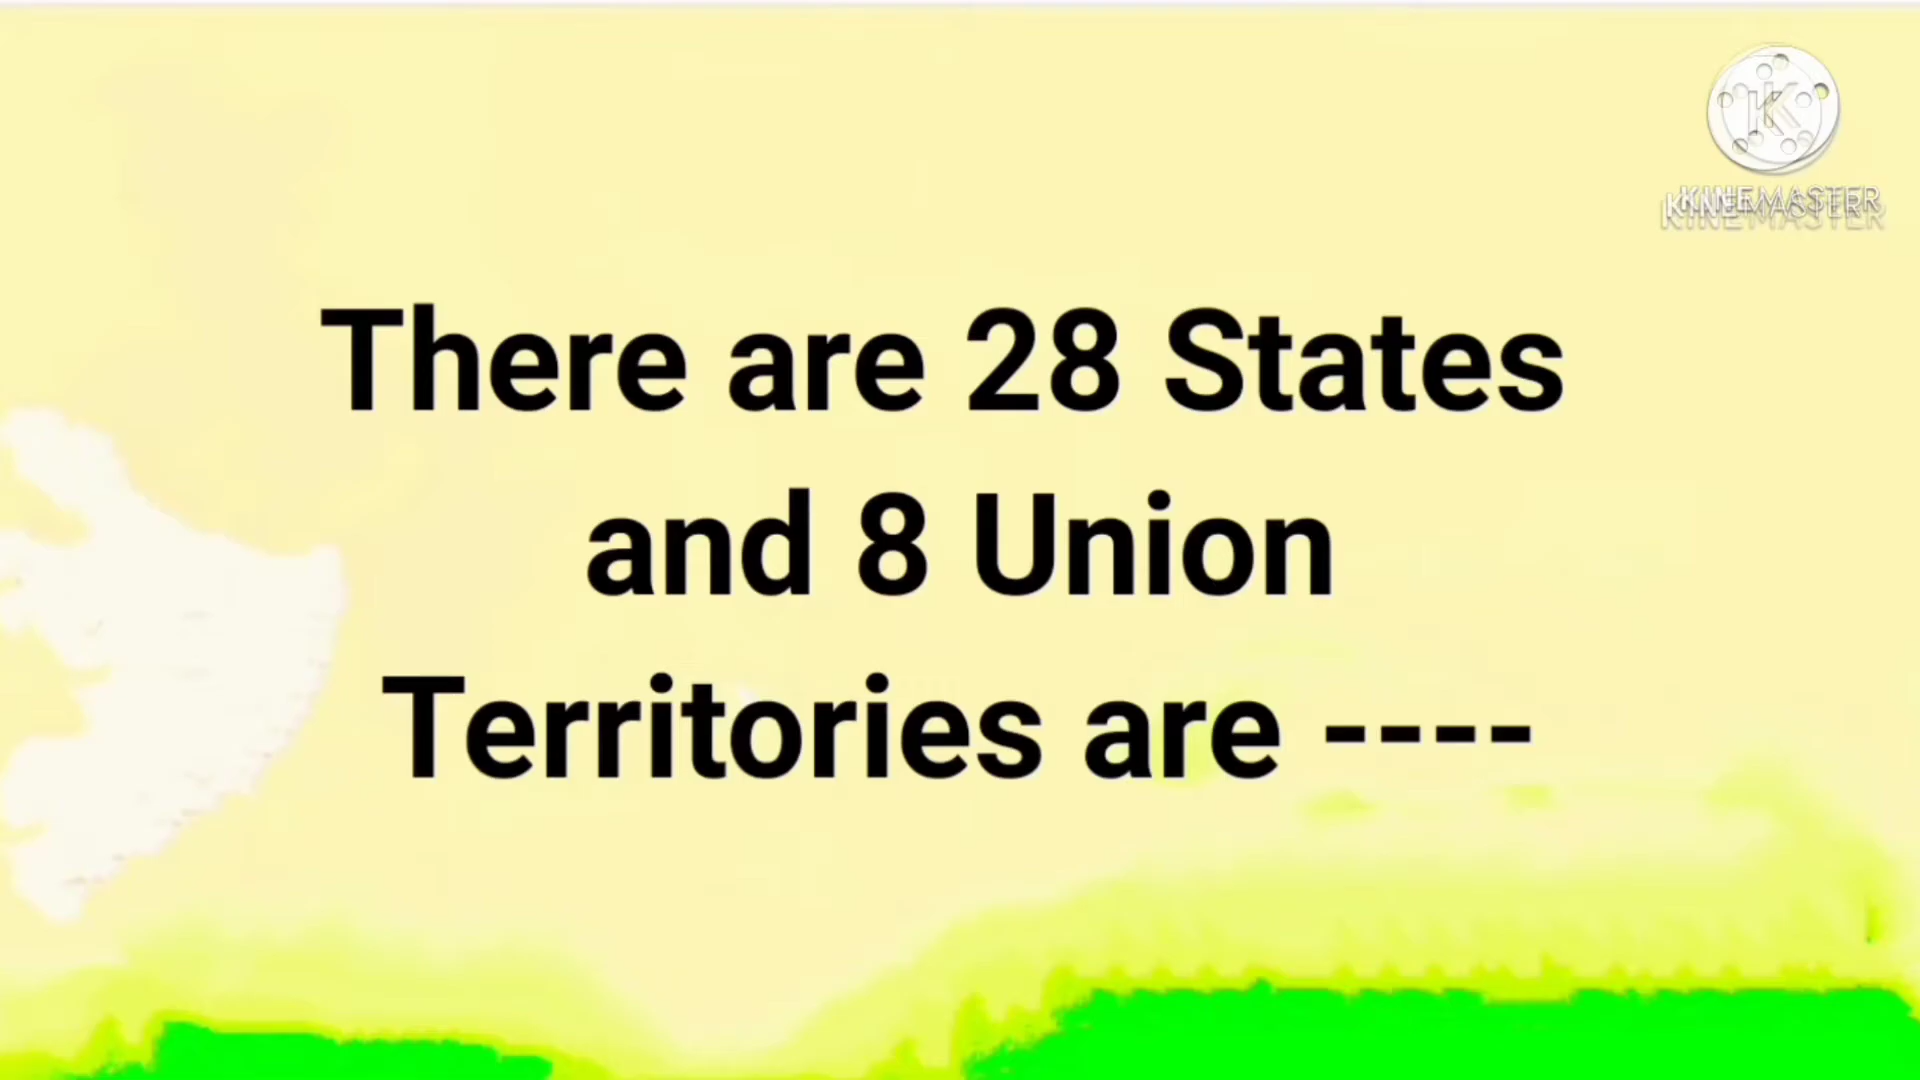 KINEMASTER
There are 28 States
and 8 Union
Territories are ----